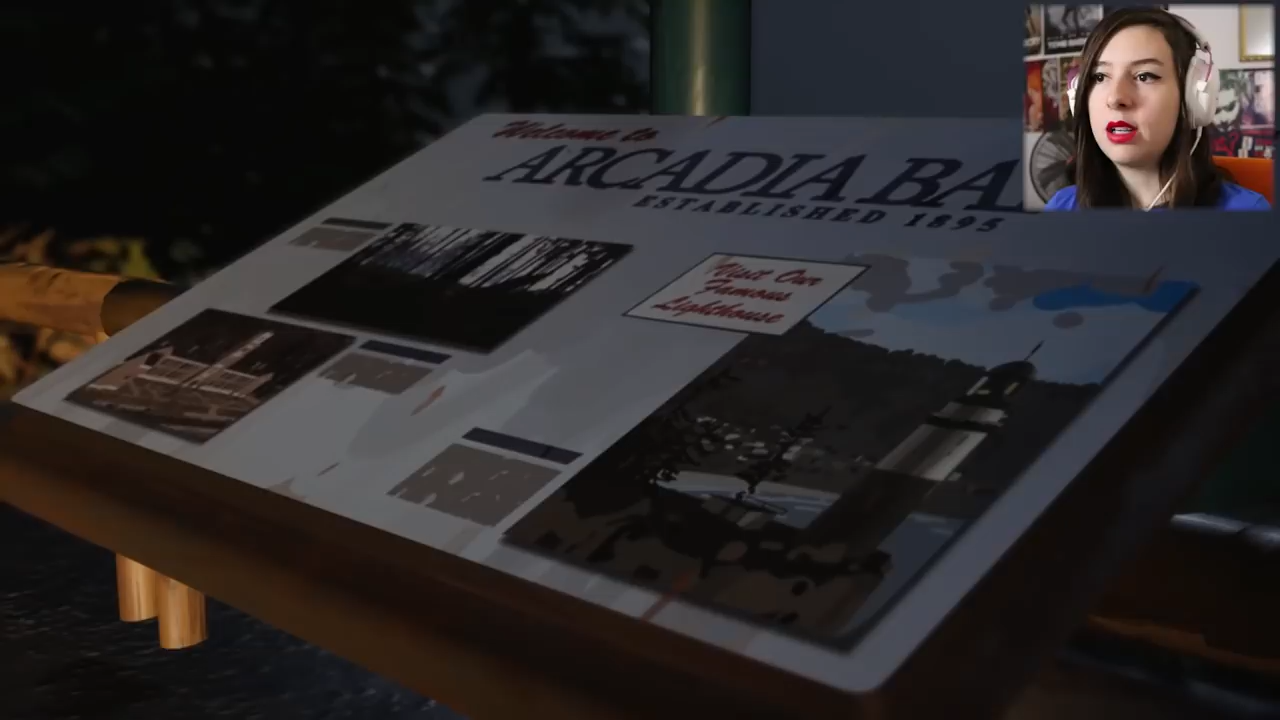 Welcome to
ARCADIA BA
ESTABLISHED 1895
Visit Our
Famous
Lighthouse